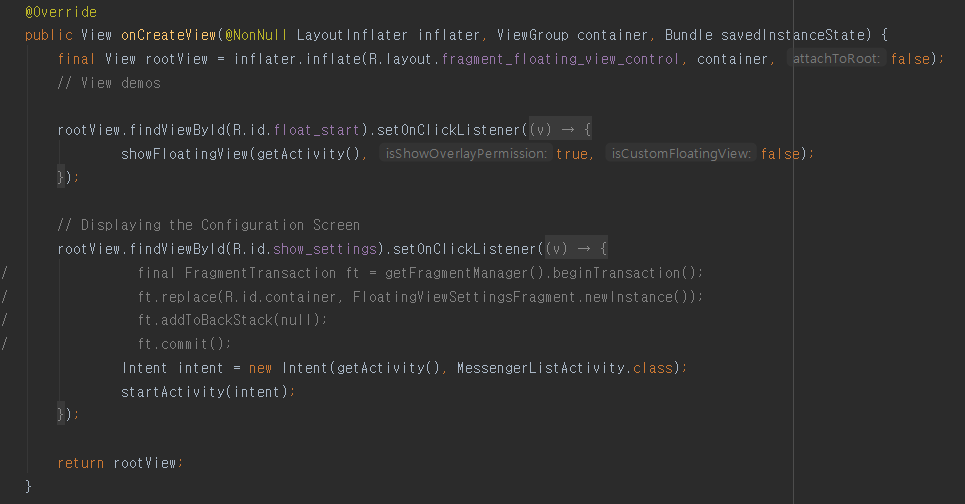 @Override
public View onCreateView(@NonNull LayoutInflater inflater, ViewGroup container, Bundle savedInstanceState) {
final View rootView = inflater.inflate(R.layout.fragment_floating_view_control, container, attachToRoot: false);
// View demos
rootView.findViewById(R.id.float_start).setOnClickListener((v) → {
showFloatingView(getActivity(), isShowOverlayPermission: true, isCustomFloatingView: false);
});
// Displaying the Configuration Screen
rootView.findViewById(R.id.show_settings).setOnClickListener((v) → {
/ final FragmentTransaction ft = getFragmentManager().beginTransaction();
/ ft.replace(R.id.container, FloatingViewSettingsFragment.newInstance());
/ ft.addToBackStack(null);
/ ft.commit();
Intent intent = new Intent(getActivity(), MessengerListActivity.class);
startActivity(intent);
});
return rootView;
}